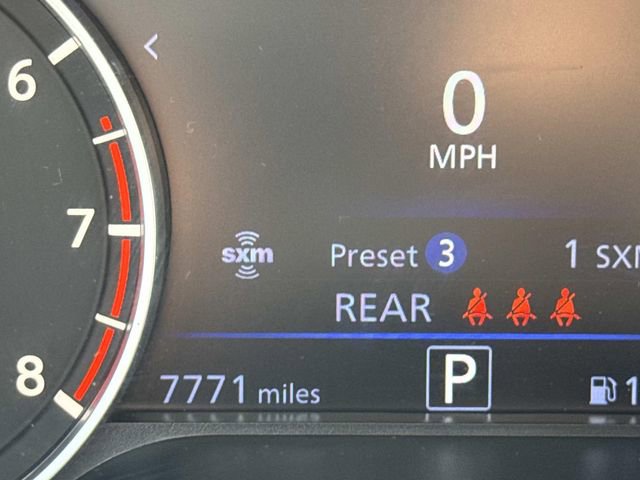 6
0
MPH
7
sxm Preset 3 1 SXM
REAR
8
7771 miles P 1